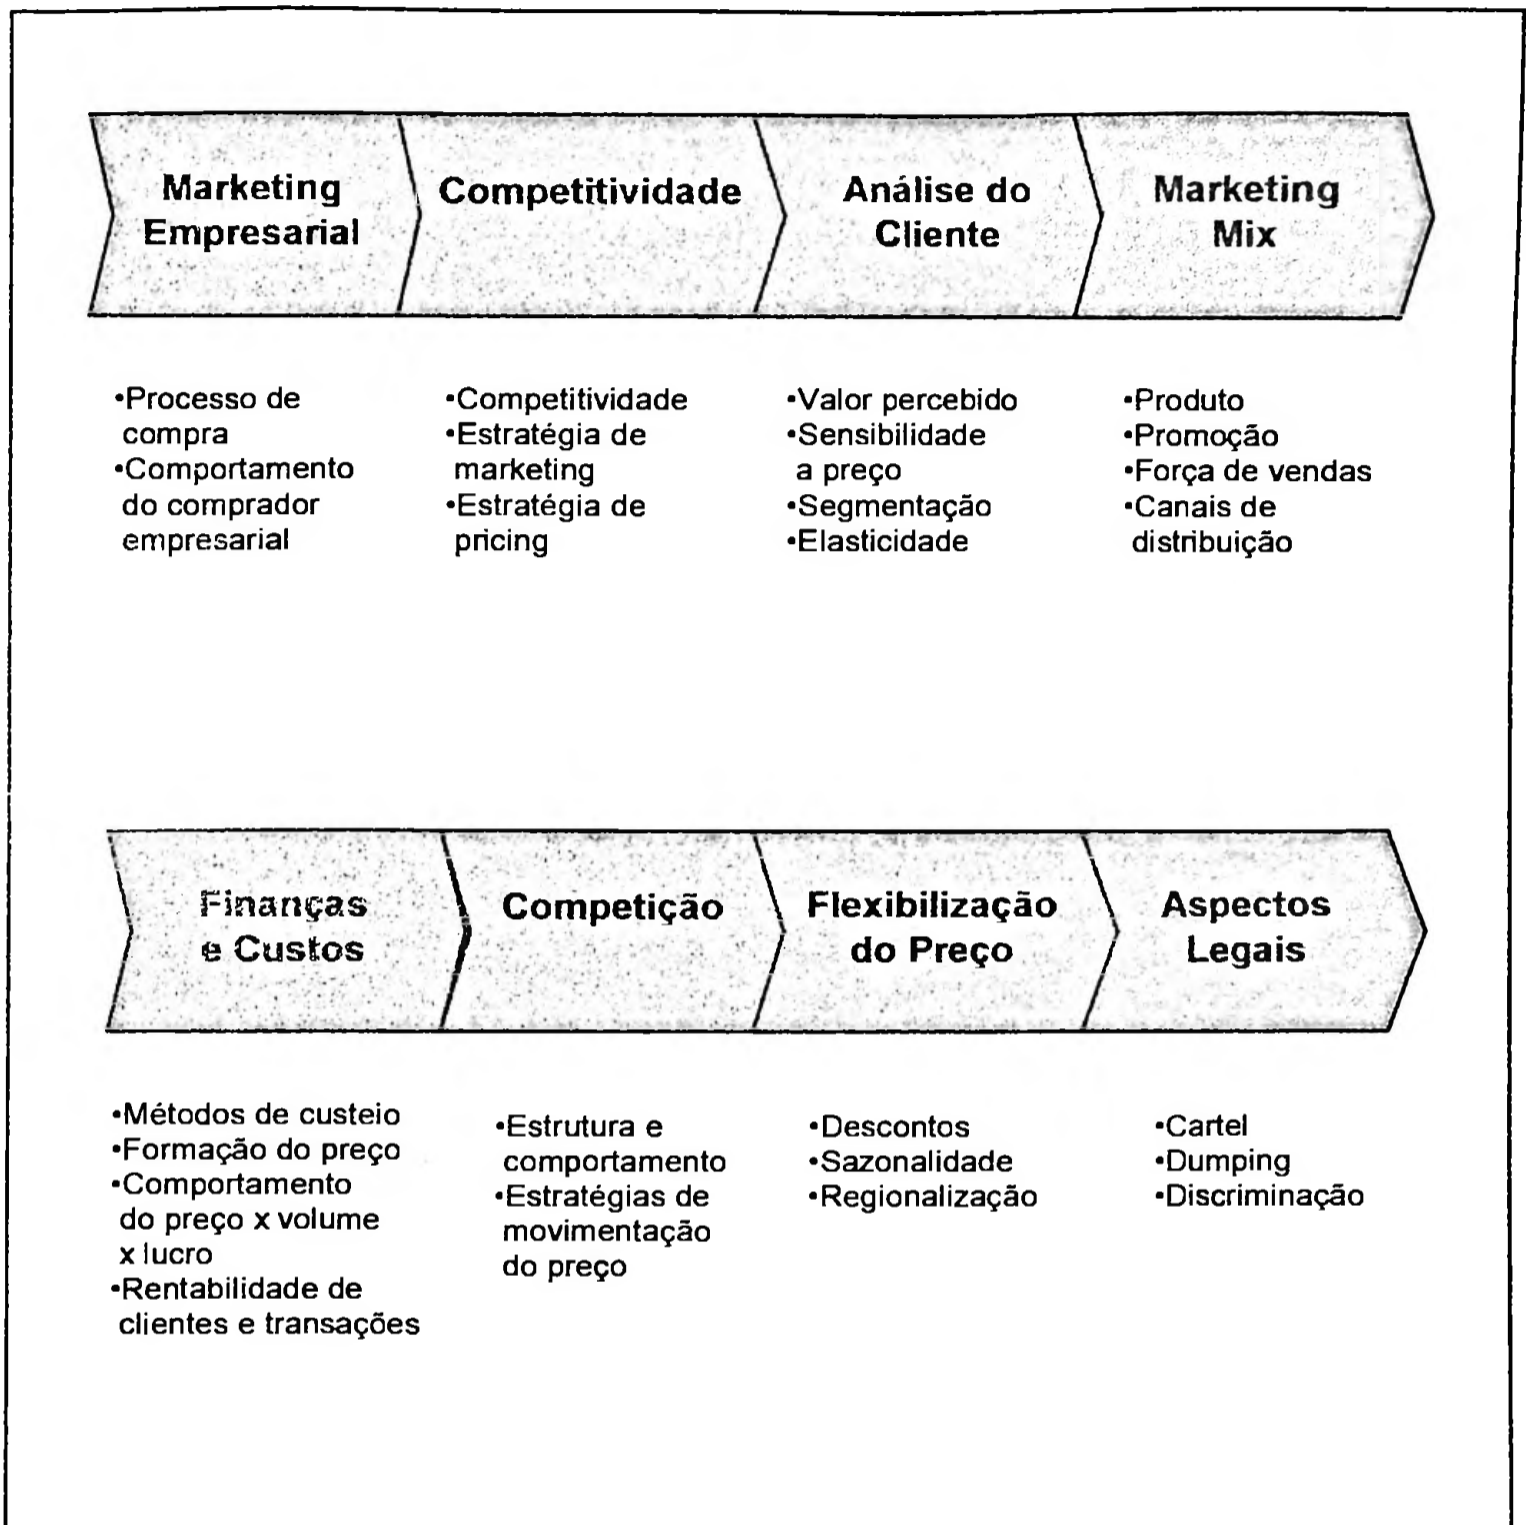 Marketing
Empresarial
Competitividade
Análise do
Cliente
Marketing
Mix
•Processo de
compra
•Comportamento
do comprador
empresarial
•Competitividade
•Estratégia de
marketing
•Estratégia de
pricing
•Valor percebido
•Sensibilidade
a preço
•Segmentação
•Elasticidade
•Produto
•Promoção
•Força de vendas
•Canais de
distribuição
Finanças
e Custos
Competição
Flexibilização
do Preço
Aspectos
Legais
•Métodos de custeio
•Formação do preço
•Comportamento
do preço x volume
x lucro
•Rentabilidade de
clientes e transações
•Estrutura e
comportamento
•Estratégias de
movimentação
do preço
•Descontos
•Sazonalidade
•Regionalização
•Cartel
•Dumping
•Discriminação